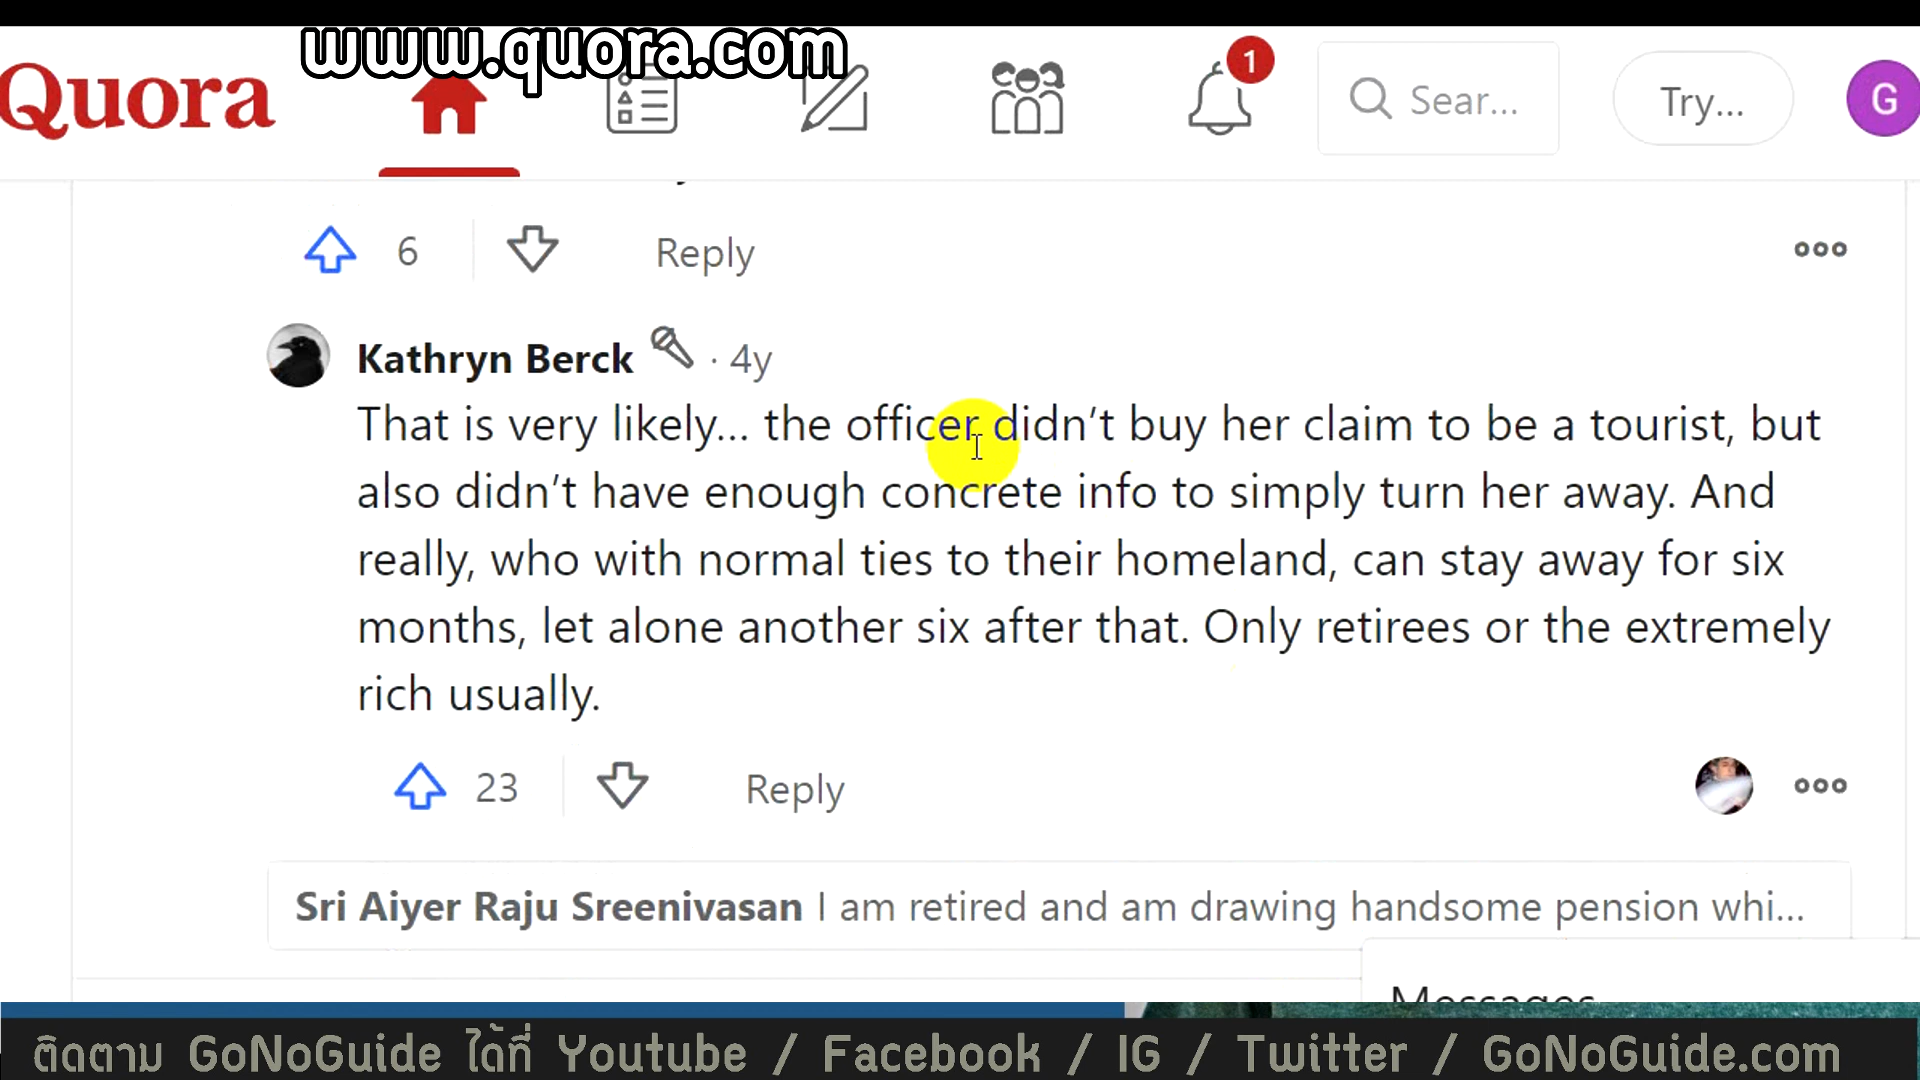 www.quora.com
Quora
1
Sear...
Try...
G
6
Reply
Kathryn Berck · 4y
That is very likely... the officer didn't buy her claim to be a tourist, but
also didn't have enough concrete info to simply turn her away. And
really, who with normal ties to their homeland, can stay away for six
months, let alone another six after that. Only retirees or the extremely
rich usually.
23
Reply
Sri Aiyer Raju Sreenivasan I am retired and am drawing handsome pension whi...
Messages
ติดตาม GoNoGuide ได้ที่ Youtube / Facebook / IG / Twitter / GoNoGuide.com